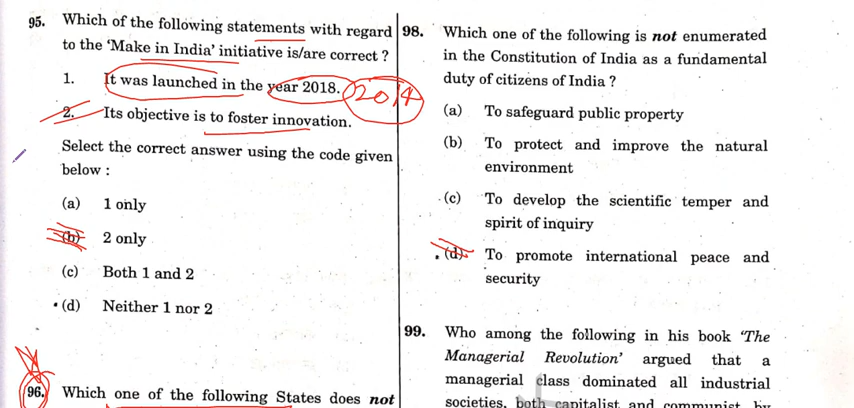 95. Which of the following statements with regard
to the 'Make in India' initiative is/are correct ?
1. It was launched in the year 2018. 2014
2. Its objective is to foster innovation.
Select the correct answer using the code given
below :
(a) 1 only
(b) 2 only
(c) Both 1 and 2
(d) Neither 1 nor 2
96. Which one of the following States does not
98. Which one of the following is not enumerated
in the Constitution of India as a fundamental
duty of citizens of India ?
(a) To safeguard public property
(b) To protect and improve the natural
environment
(c) To develop the scientific temper and
spirit of inquiry
(d) To promote international peace and
security
99. Who among the following in his book 'The
Managerial Revolution' argued that a
managerial class dominated all industrial
societies, both capitalist and communist, by